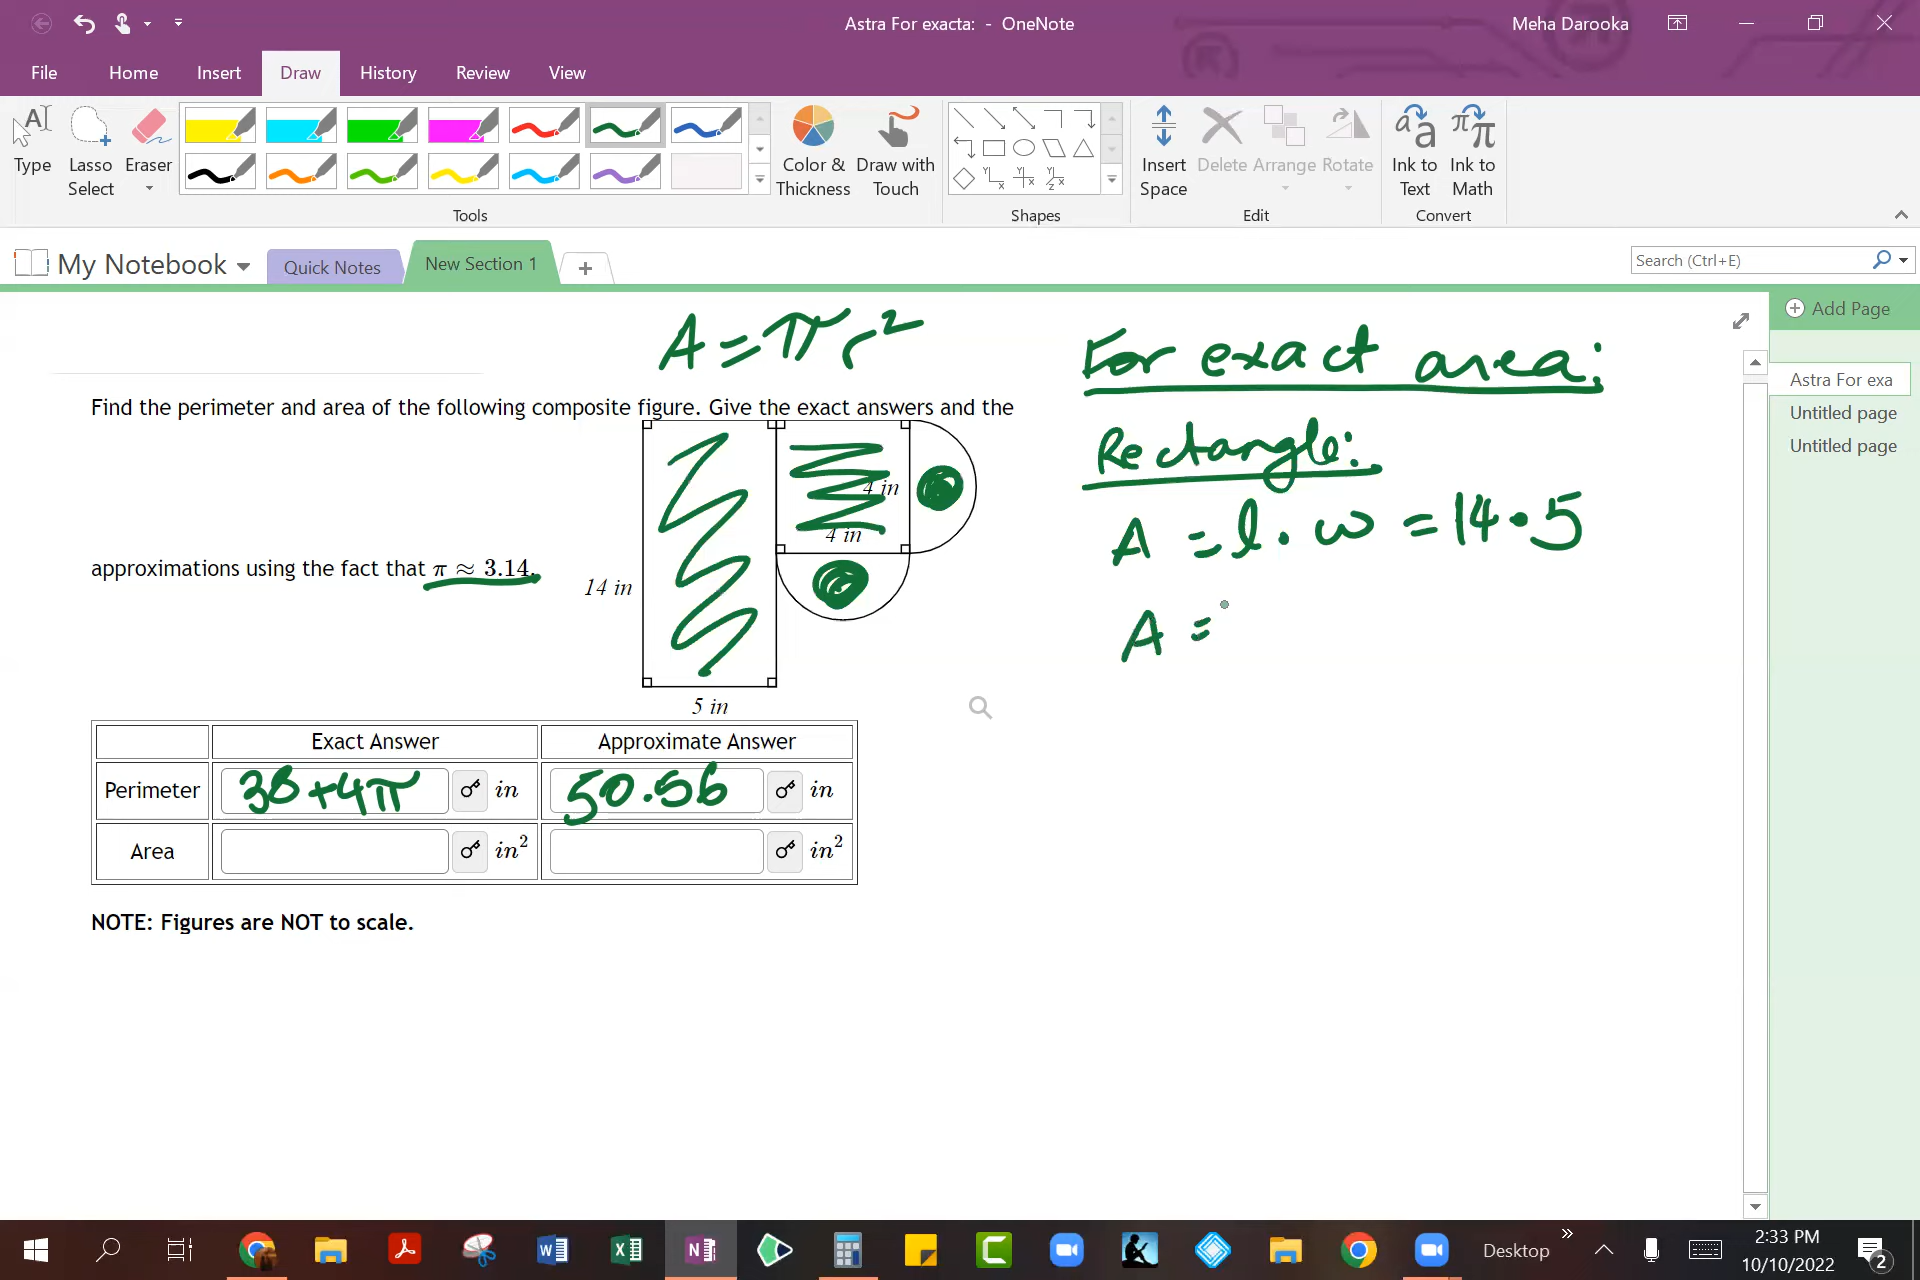 Astra For exacta: - OneNote
Meha Darooka
File Home Insert Draw History Review View
Type
Lasso Select
Eraser
Color & Thickness
Draw with Touch
Insert Space
Delete
Arrange
Rotate
Ink to Text
Ink to Math
Tools
Shapes
Edit
Convert
My Notebook
Quick Notes
New Section 1
Search (Ctrl+E)
Add Page
Astra For exa
Untitled page
Untitled page
A = πr²
For exact area:
Find the perimeter and area of the following composite figure. Give the exact answers and the
Rectangle:
4 in
4 in
A = l . w = 14 • 5
approximations using the fact that π ≈ 3.14.
14 in
A =
5 in
Exact Answer Approximate Answer
Perimeter 38+4π in 50.56 in
Area in² in²
NOTE: Figures are NOT to scale.
Desktop
2:33 PM
10/10/2022
2